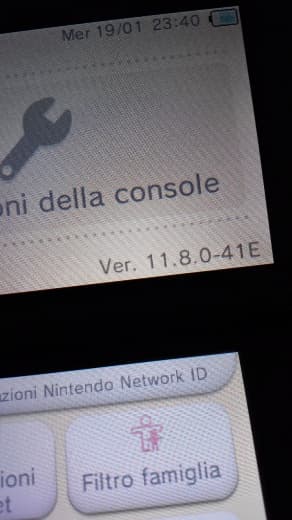 Mer 19/01 23:40
oni della console
Ver. 11.8.0-41E
azioni Nintendo Network ID
ioni
et
Filtro famiglia